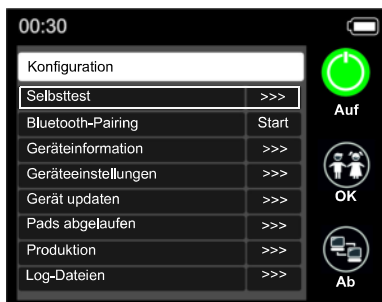 00:30
Konfiguration
Selbsttest >>>
Bluetooth-Pairing Start
Geräteinformation >>>
Geräteeinstellungen >>>
Gerät updaten >>>
Pads abgelaufen >>>
Produktion >>>
Log-Dateien >>>
Auf
OK
Ab